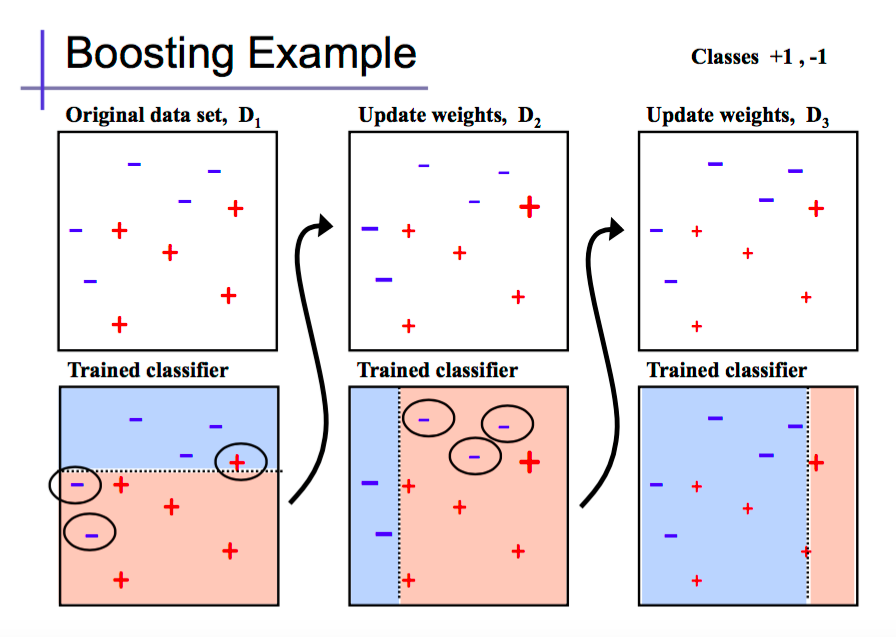 Boosting Example
Classes +1 , -1
Original data set, D₁
Update weights, D₂
Update weights, D₃
Trained classifier
Trained classifier
Trained classifier